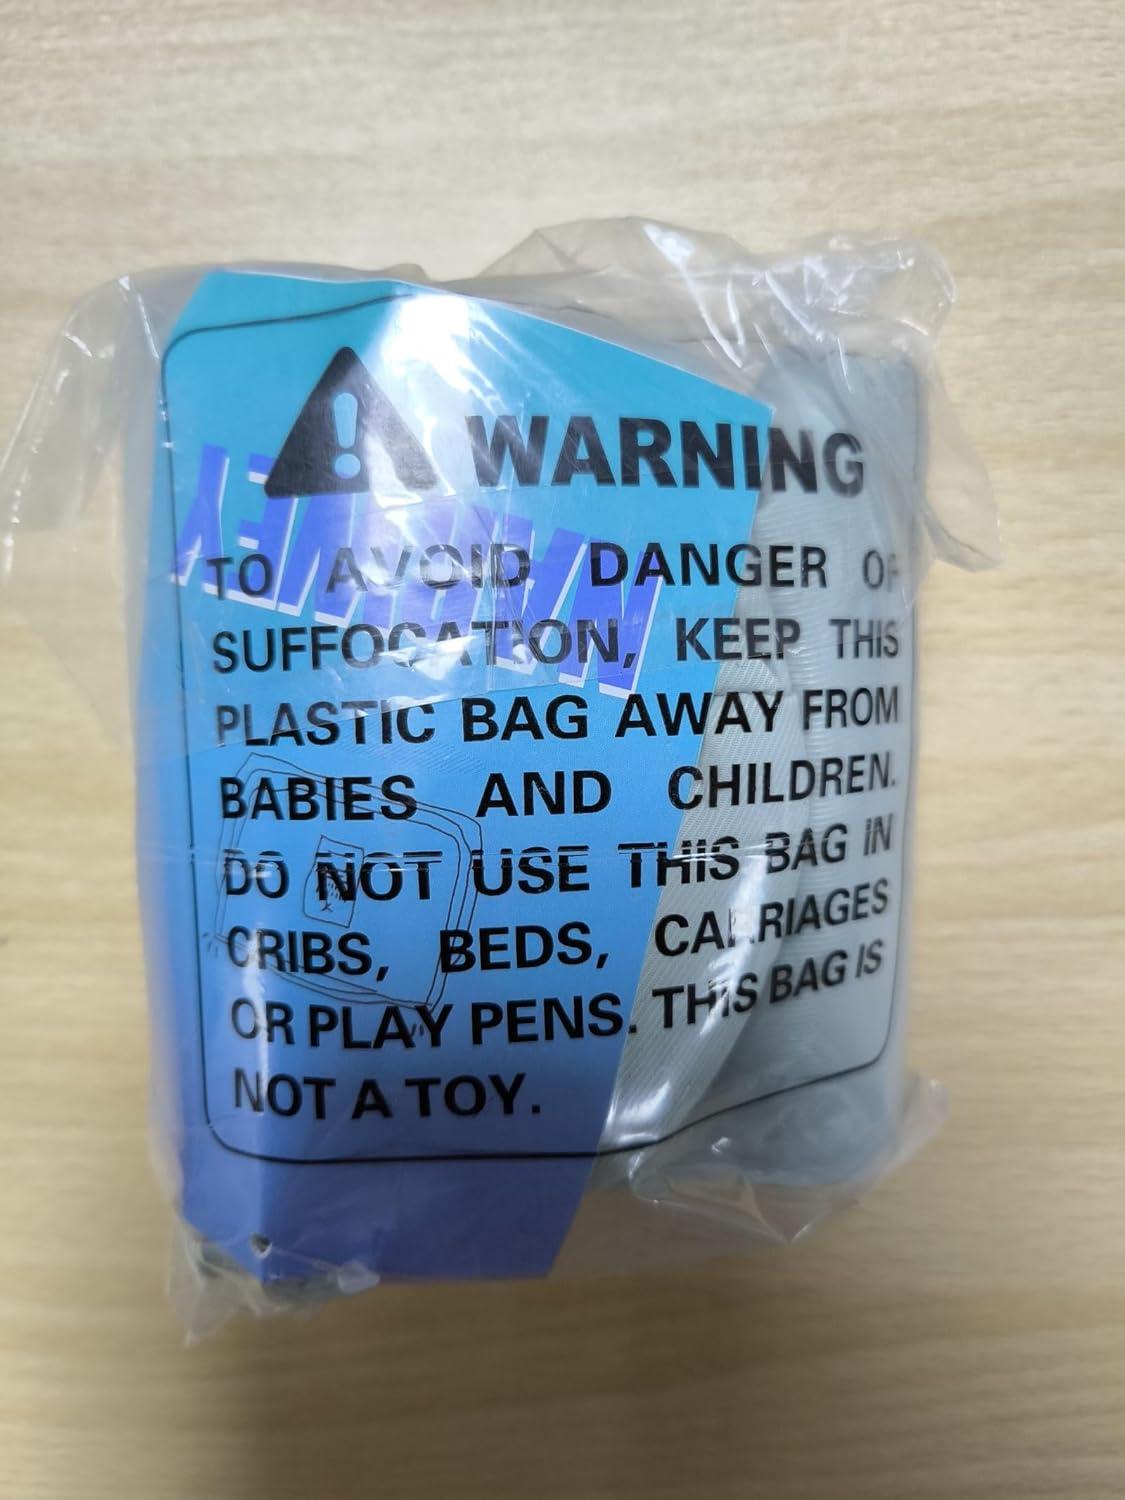 WARNING
TO AVOID DANGER OF
SUFFOCATION, KEEP THIS
PLASTIC BAG AWAY FROM
BABIES AND CHILDREN.
DO NOT USE THIS BAG IN
CRIBS, BEDS, CARRIAGES
OR PLAY PENS. THIS BAG IS
NOT A TOY.